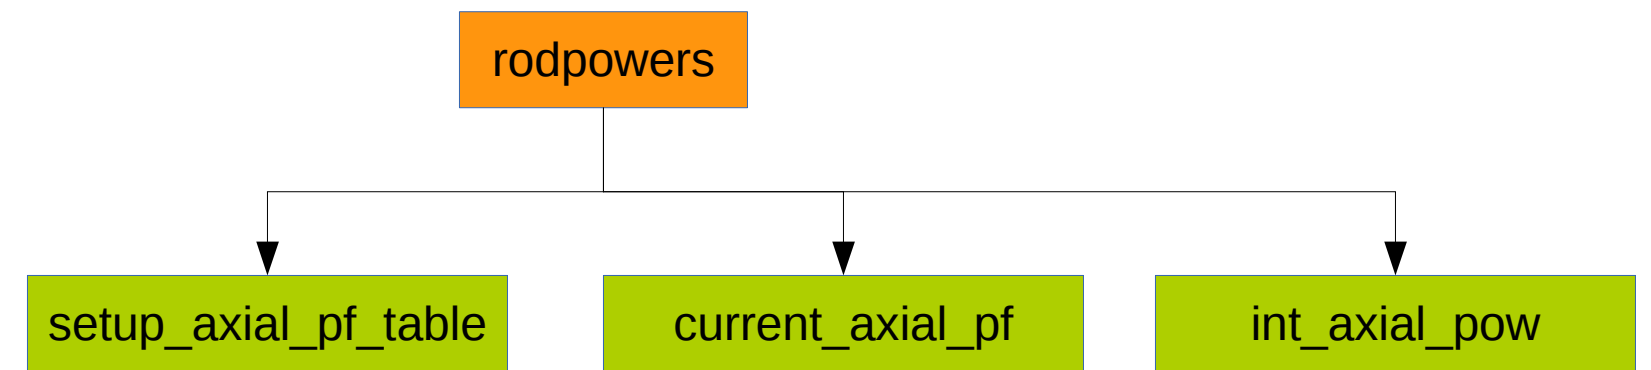 rodpowers
setup_axial_pf_table
current_axial_pf
int_axial_pow